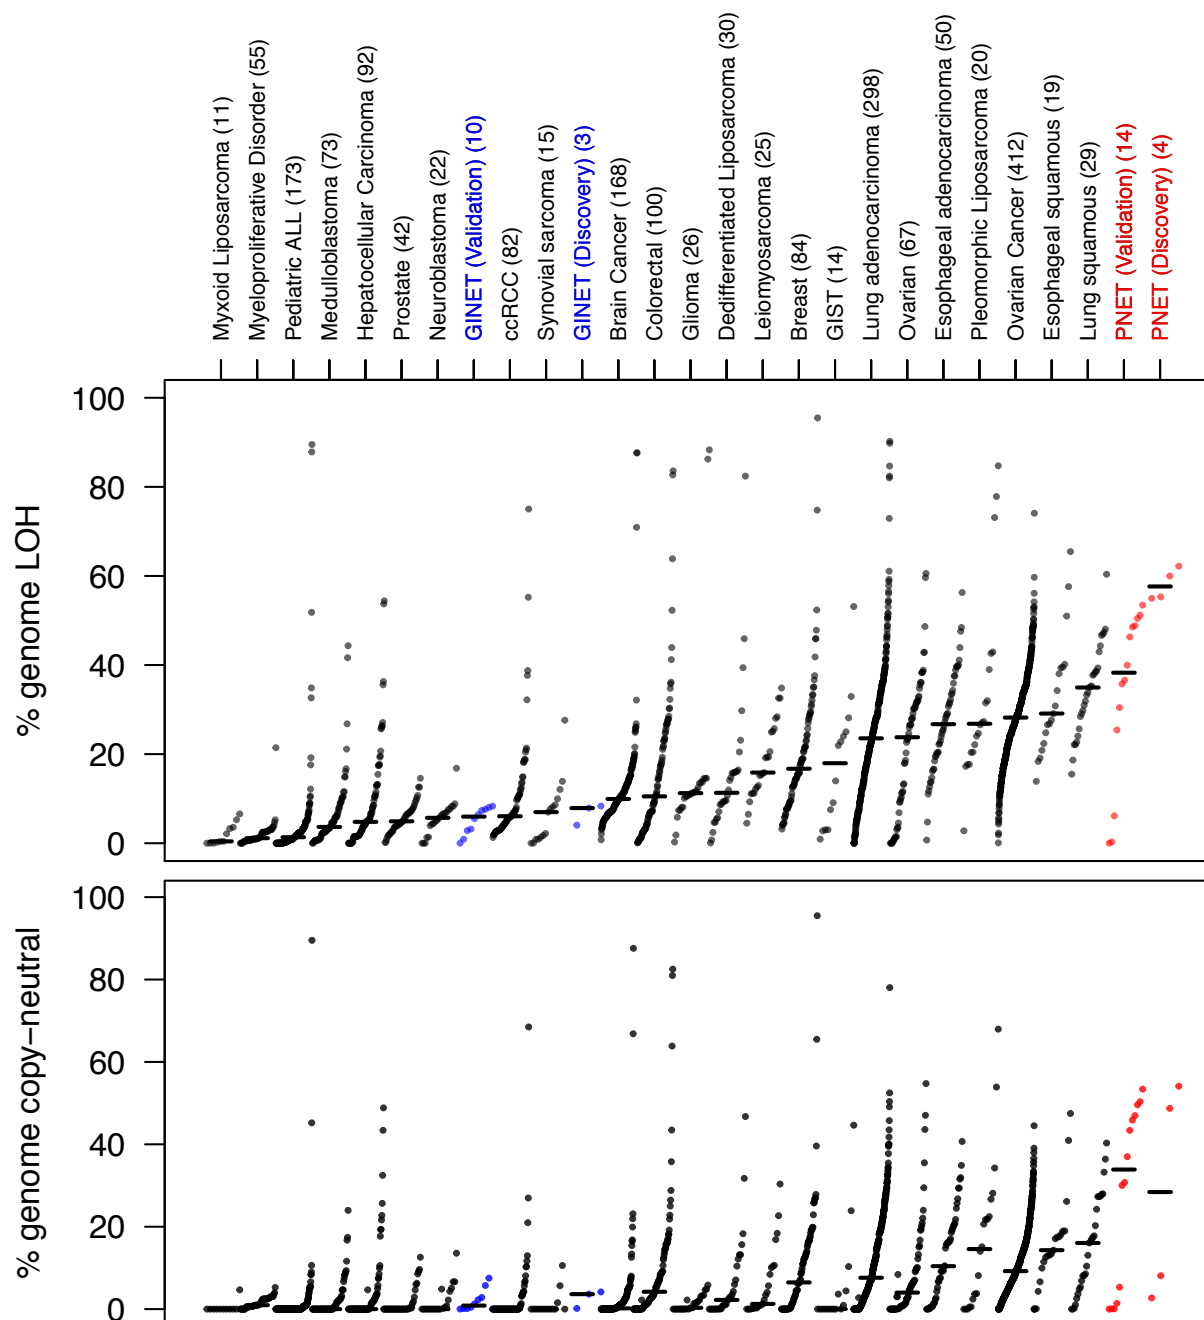 Myxoid Liposarcoma (11)
Myeloproliferative Disorder (55)
Pediatric ALL (173)
Medulloblastoma (73)
Hepatocellular Carcinoma (92)
Prostate (42)
Neuroblastoma (22)
GINET (Validation) (10)
ccRCC (82)
Synovial sarcoma (15)
GINET (Discovery) (3)
Brain Cancer (168)
Colorectal (100)
Glioma (26)
Dedifferentiated Liposarcoma (30)
Leiomyosarcoma (25)
Breast (84)
GIST (14)
Lung adenocarcinoma (298)
Ovarian (67)
Esophageal adenocarcinoma (50)
Pleomorphic Liposarcoma (20)
Ovarian Cancer (412)
Esophageal squamous (19)
Lung squamous (29)
PNET (Validation) (14)
PNET (Discovery) (4)
% genome LOH
100
80
60
40
20
0
% genome copy−neutral
100
80
60
40
20
0